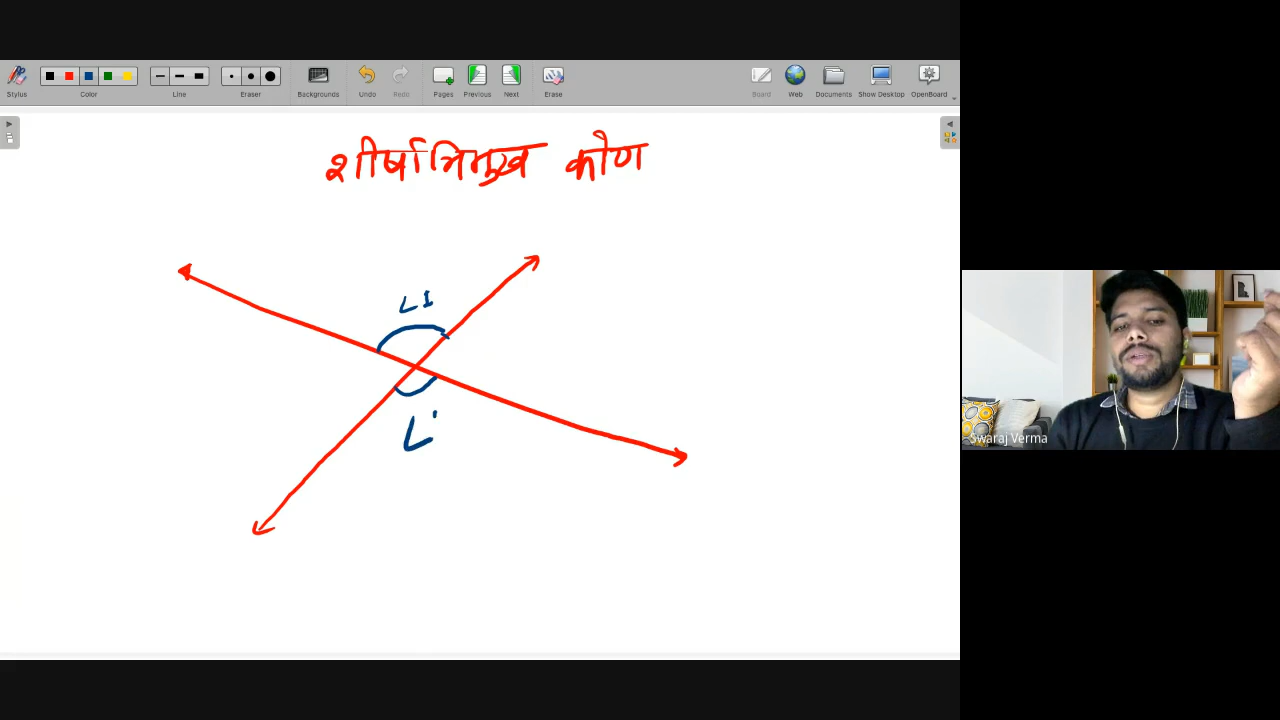 Stylus Color Line Eraser Backgrounds Undo Redo Pages Previous Next Erase Board Web Documents Show Desktop OpenBoard
शीर्षाभिमुख कोण
∠1
∠
Swaraj Verma